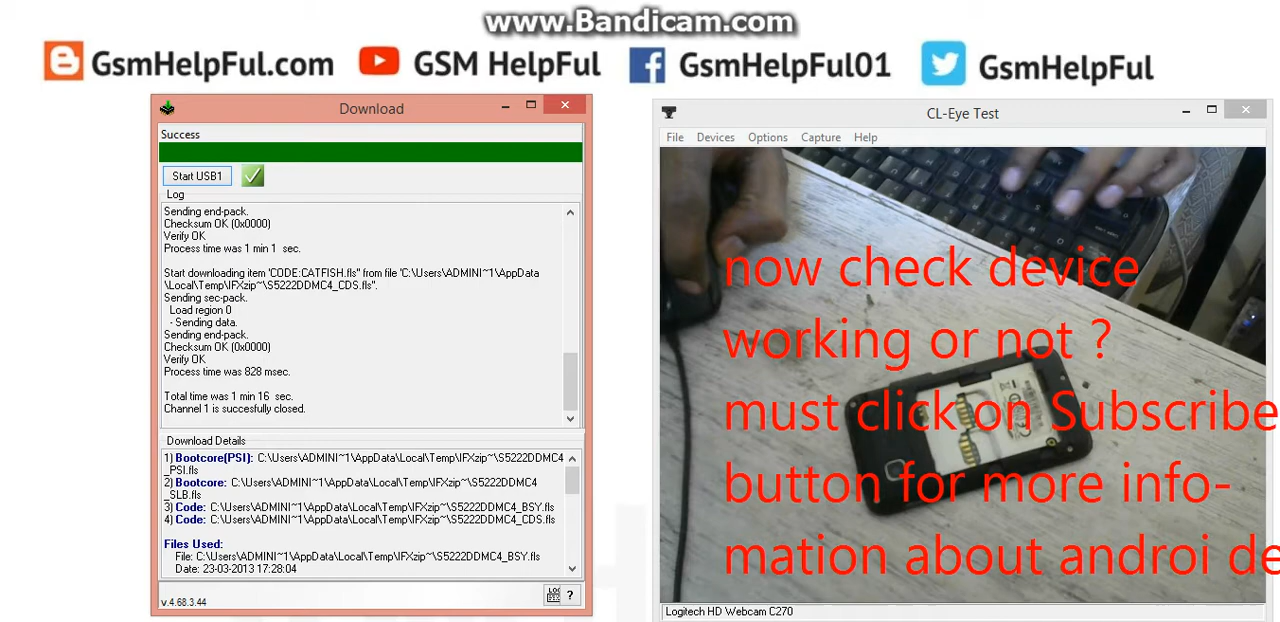 www.Bandicam.com
GsmHelpFul.com GSM HelpFul GsmHelpFul01 GsmHelpFul
Download
Success
Start USB1
Log
Sending end-pack.
Checksum OK (0x0000)
Verify OK
Process time was 1 min 1 sec.
Start downloading item 'CODE:CATFISH.fls" from file 'C:\Users\ADMINI~1\AppData
\Local\Temp\IFXzip~\S5222DDMC4_CDS.fls".
Sending sec-pack.
Load region 0
- Sending data.
Sending end-pack.
Checksum OK (0x0000)
Verify OK
Process time was 828 msec.
Total time was 1 min 16 sec.
Channel 1 is succesfully closed.
Download Details
1) Bootcore(PSI): C:\Users\ADMINI~1\AppData\Local\Temp\IFXzip~\S5222DDMC4
_PSI.fls
2) Bootcore: C:\Users\ADMINI~1\AppData\Local\Temp\IFXzip~\S5222DDMC4
_SLB.fls
3) Code: C:\Users\ADMINI~1\AppData\Local\Temp\IFXzip~\S5222DDMC4_BSY.fls
4) Code: C:\Users\ADMINI~1\AppData\Local\Temp\IFXzip~\S5222DDMC4_CDS.fls
Files Used:
File: C:\Users\ADMINI~1\AppData\Local\Temp\IFXzip~\S5222DDMC4_BSY.fls
Date: 23-03-2013 17:28:04
v.4.68.3.44
LOG
?
CL-Eye Test
File Devices Options Capture Help
now check device
working or not ?
must click on Subscribe
button for more info-
mation about androi de
Logitech HD Webcam C270